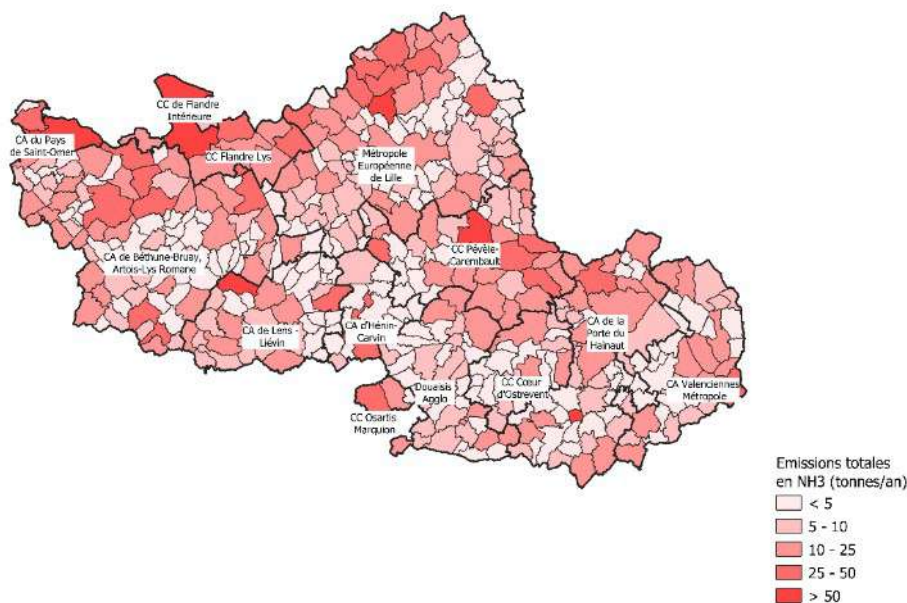 CC de Flandre
Intérieure
CA du Pays
de Saint-Omer
CC Flandre Lys
Métropole
Européenne
de Lille
CC Pévèle-
Carembault
CA de Béthune-Bruay,
Artois-Lys Romane
CA de Lens -
Liévin
CA d'Hénin-
Carvin
CA de la
Porte du
Hainaut
Douaisis
Agglo
CC Cœur
d'Ostrevent
CA Valenciennes
Métropole
CC Osartis
Marquion
Emissions totales
en NH3 (tonnes/an)
< 5
5 - 10
10 - 25
25 - 50
> 50